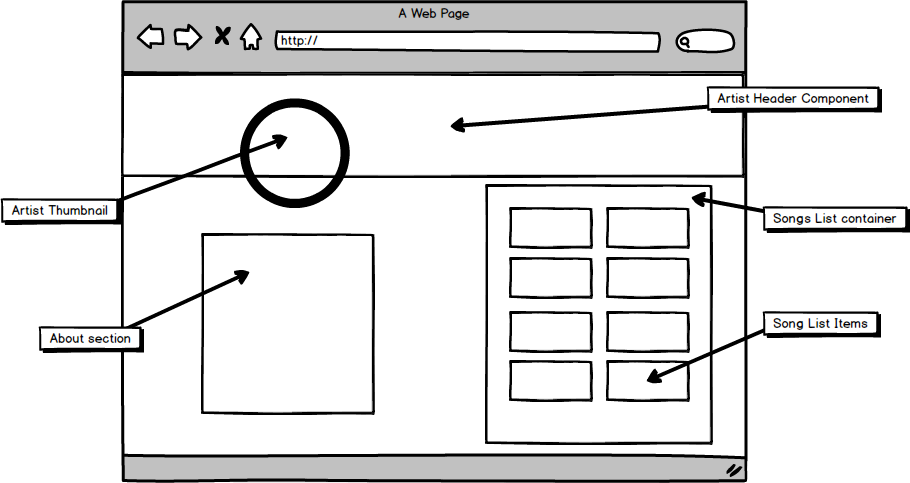 A Web Page
http://
Artist Header Component
Artist Thumbnail
Songs List container
About section
Song List Items